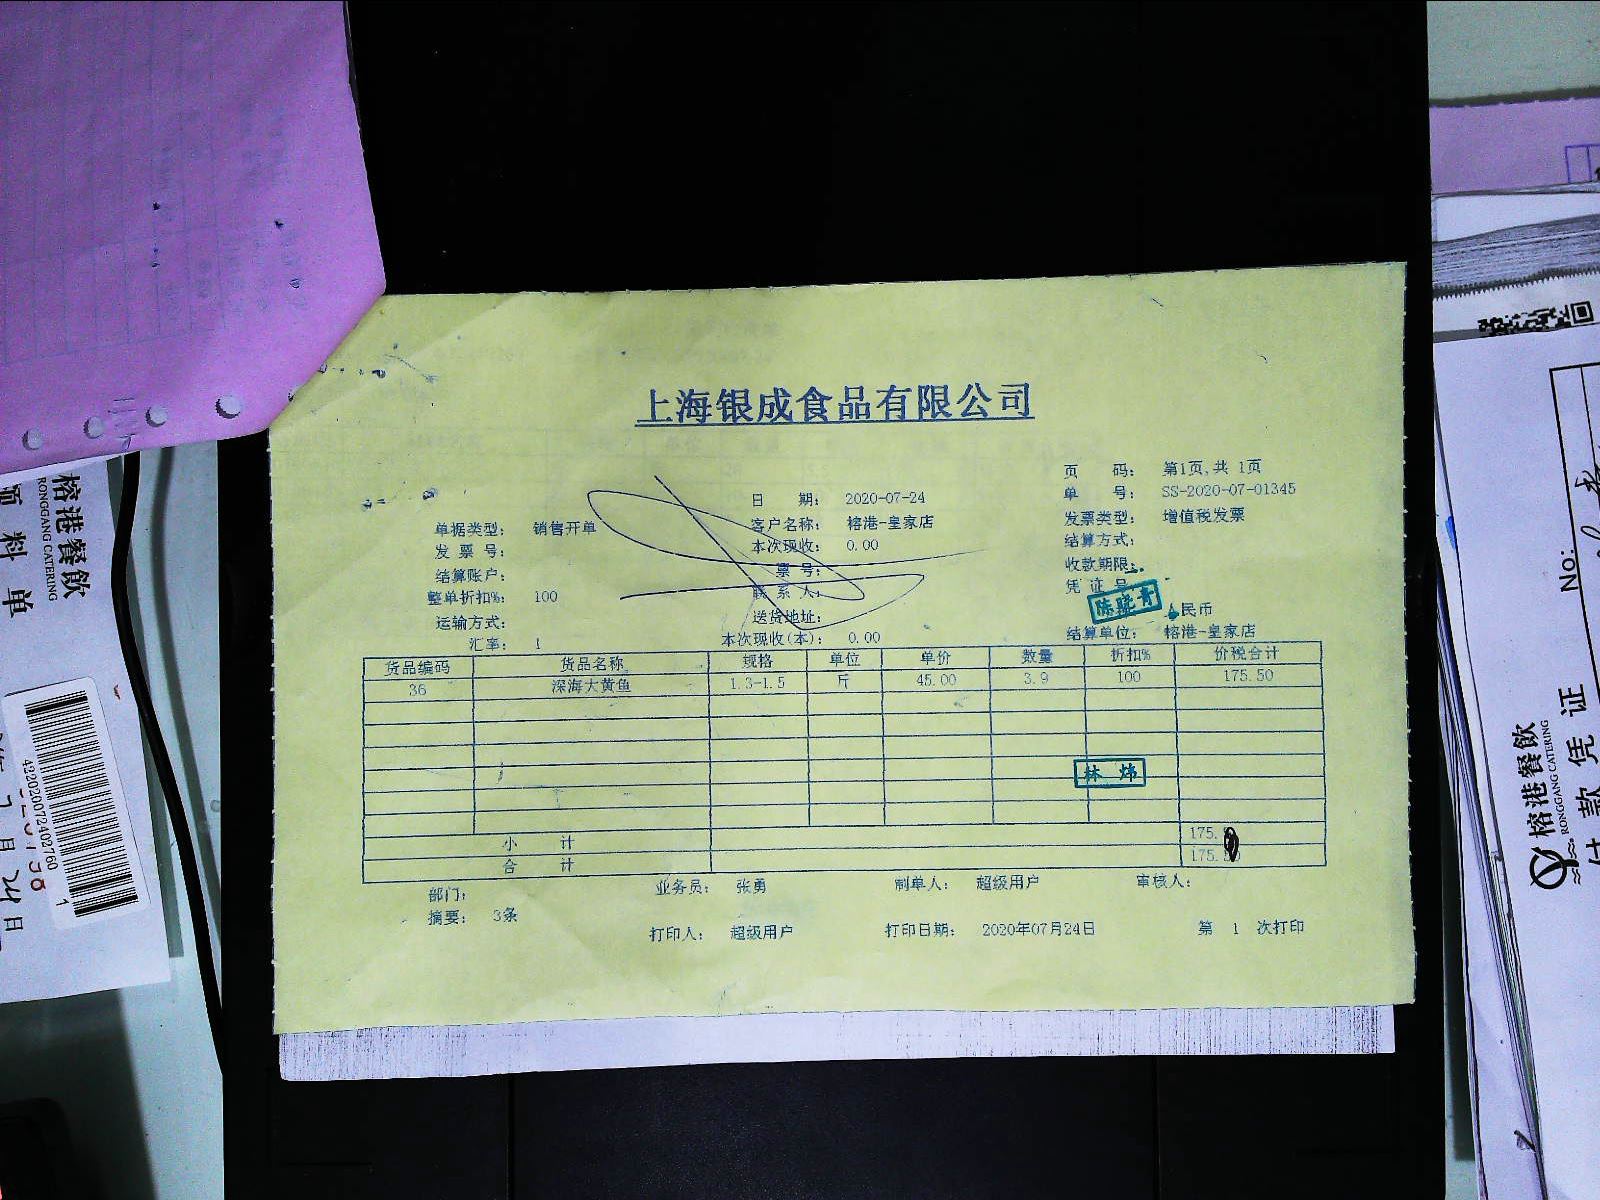 上海银成食品有限公司
页 码： 第1页,共 1页
日 期： 2020-07-24 单 号： SS-2020-07-01345
单据类型： 销售开单 客户名称： 榕港-皇家店 发票类型： 增值税发票
发 票 号： 本次现收： 0.00 结算方式：
结算账户： 票 号： 收款期限：
整单折扣%： 100 联 系 人： 凭 证 号
陈晓青
运输方式： 送货地址： 民币
汇率： 1 本次现收(本)： 0.00 结算单位： 榕港-皇家店
货品编码 货品名称 规格 单位 单价 数量 折扣% 价税合计
36 深海大黄鱼 1.3-1.5 斤 45.00 3.9 100 175.50
林 炜
小 计 175.
合 计 175.
部门： 业务员： 张勇 制单人： 超级用户 审核人：
摘要： 3条
打印人： 超级用户 打印日期： 2020年07月24日 第 1 次打印
榕港餐飲
RONGGANG CATERING
料 单
422020072402760 1
7月24日
No:
榕港餐飲
RONGGANG CATERING
付 款 凭 证